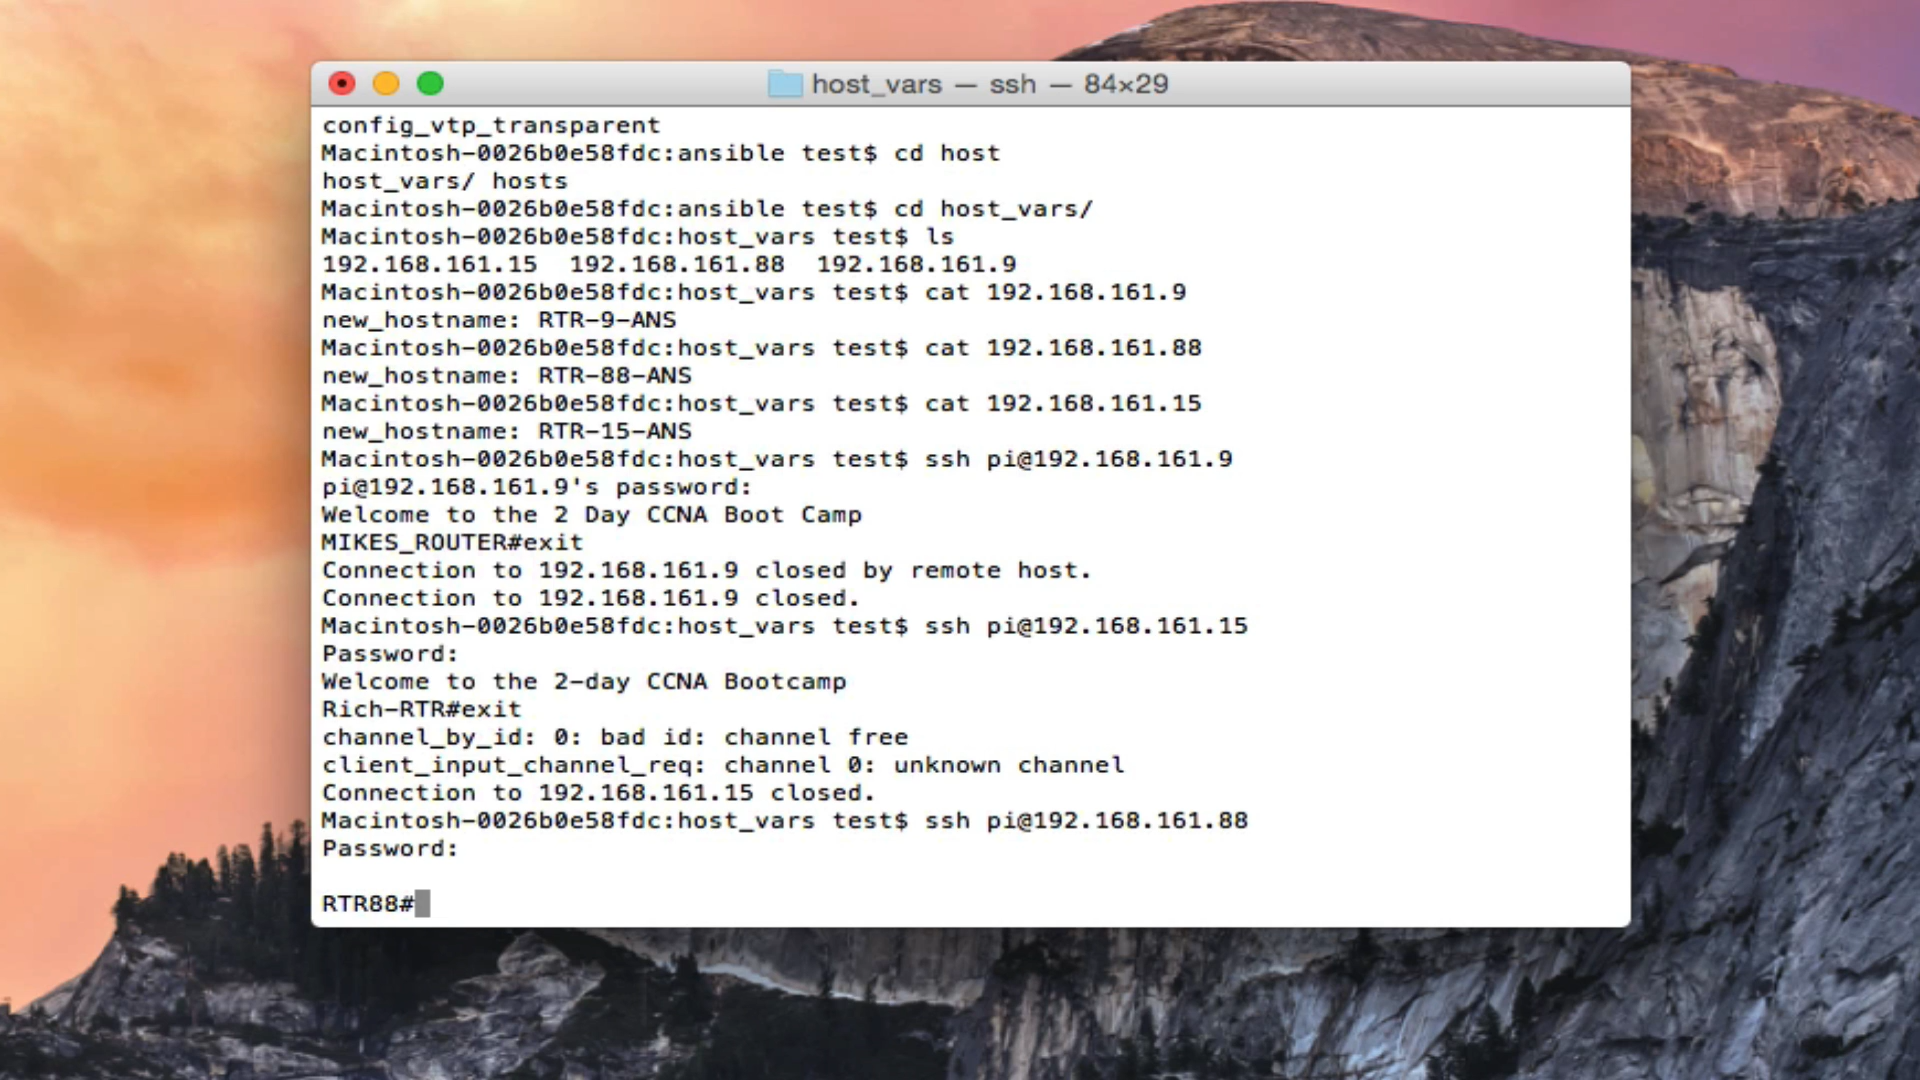 host_vars — ssh — 84×29
config_vtp_transparent
Macintosh-0026b0e58fdc:ansible test$ cd host
host_vars/ hosts
Macintosh-0026b0e58fdc:ansible test$ cd host_vars/
Macintosh-0026b0e58fdc:host_vars test$ ls
192.168.161.15  192.168.161.88  192.168.161.9
Macintosh-0026b0e58fdc:host_vars test$ cat 192.168.161.9
new_hostname: RTR-9-ANS
Macintosh-0026b0e58fdc:host_vars test$ cat 192.168.161.88
new_hostname: RTR-88-ANS
Macintosh-0026b0e58fdc:host_vars test$ cat 192.168.161.15
new_hostname: RTR-15-ANS
Macintosh-0026b0e58fdc:host_vars test$ ssh pi@192.168.161.9
pi@192.168.161.9's password:
Welcome to the 2 Day CCNA Boot Camp
MIKES_ROUTER#exit
Connection to 192.168.161.9 closed by remote host.
Connection to 192.168.161.9 closed.
Macintosh-0026b0e58fdc:host_vars test$ ssh pi@192.168.161.15
Password:
Welcome to the 2-day CCNA Bootcamp
Rich-RTR#exit
channel_by_id: 0: bad id: channel free
client_input_channel_req: channel 0: unknown channel
Connection to 192.168.161.15 closed.
Macintosh-0026b0e58fdc:host_vars test$ ssh pi@192.168.161.88
Password:
RTR88#